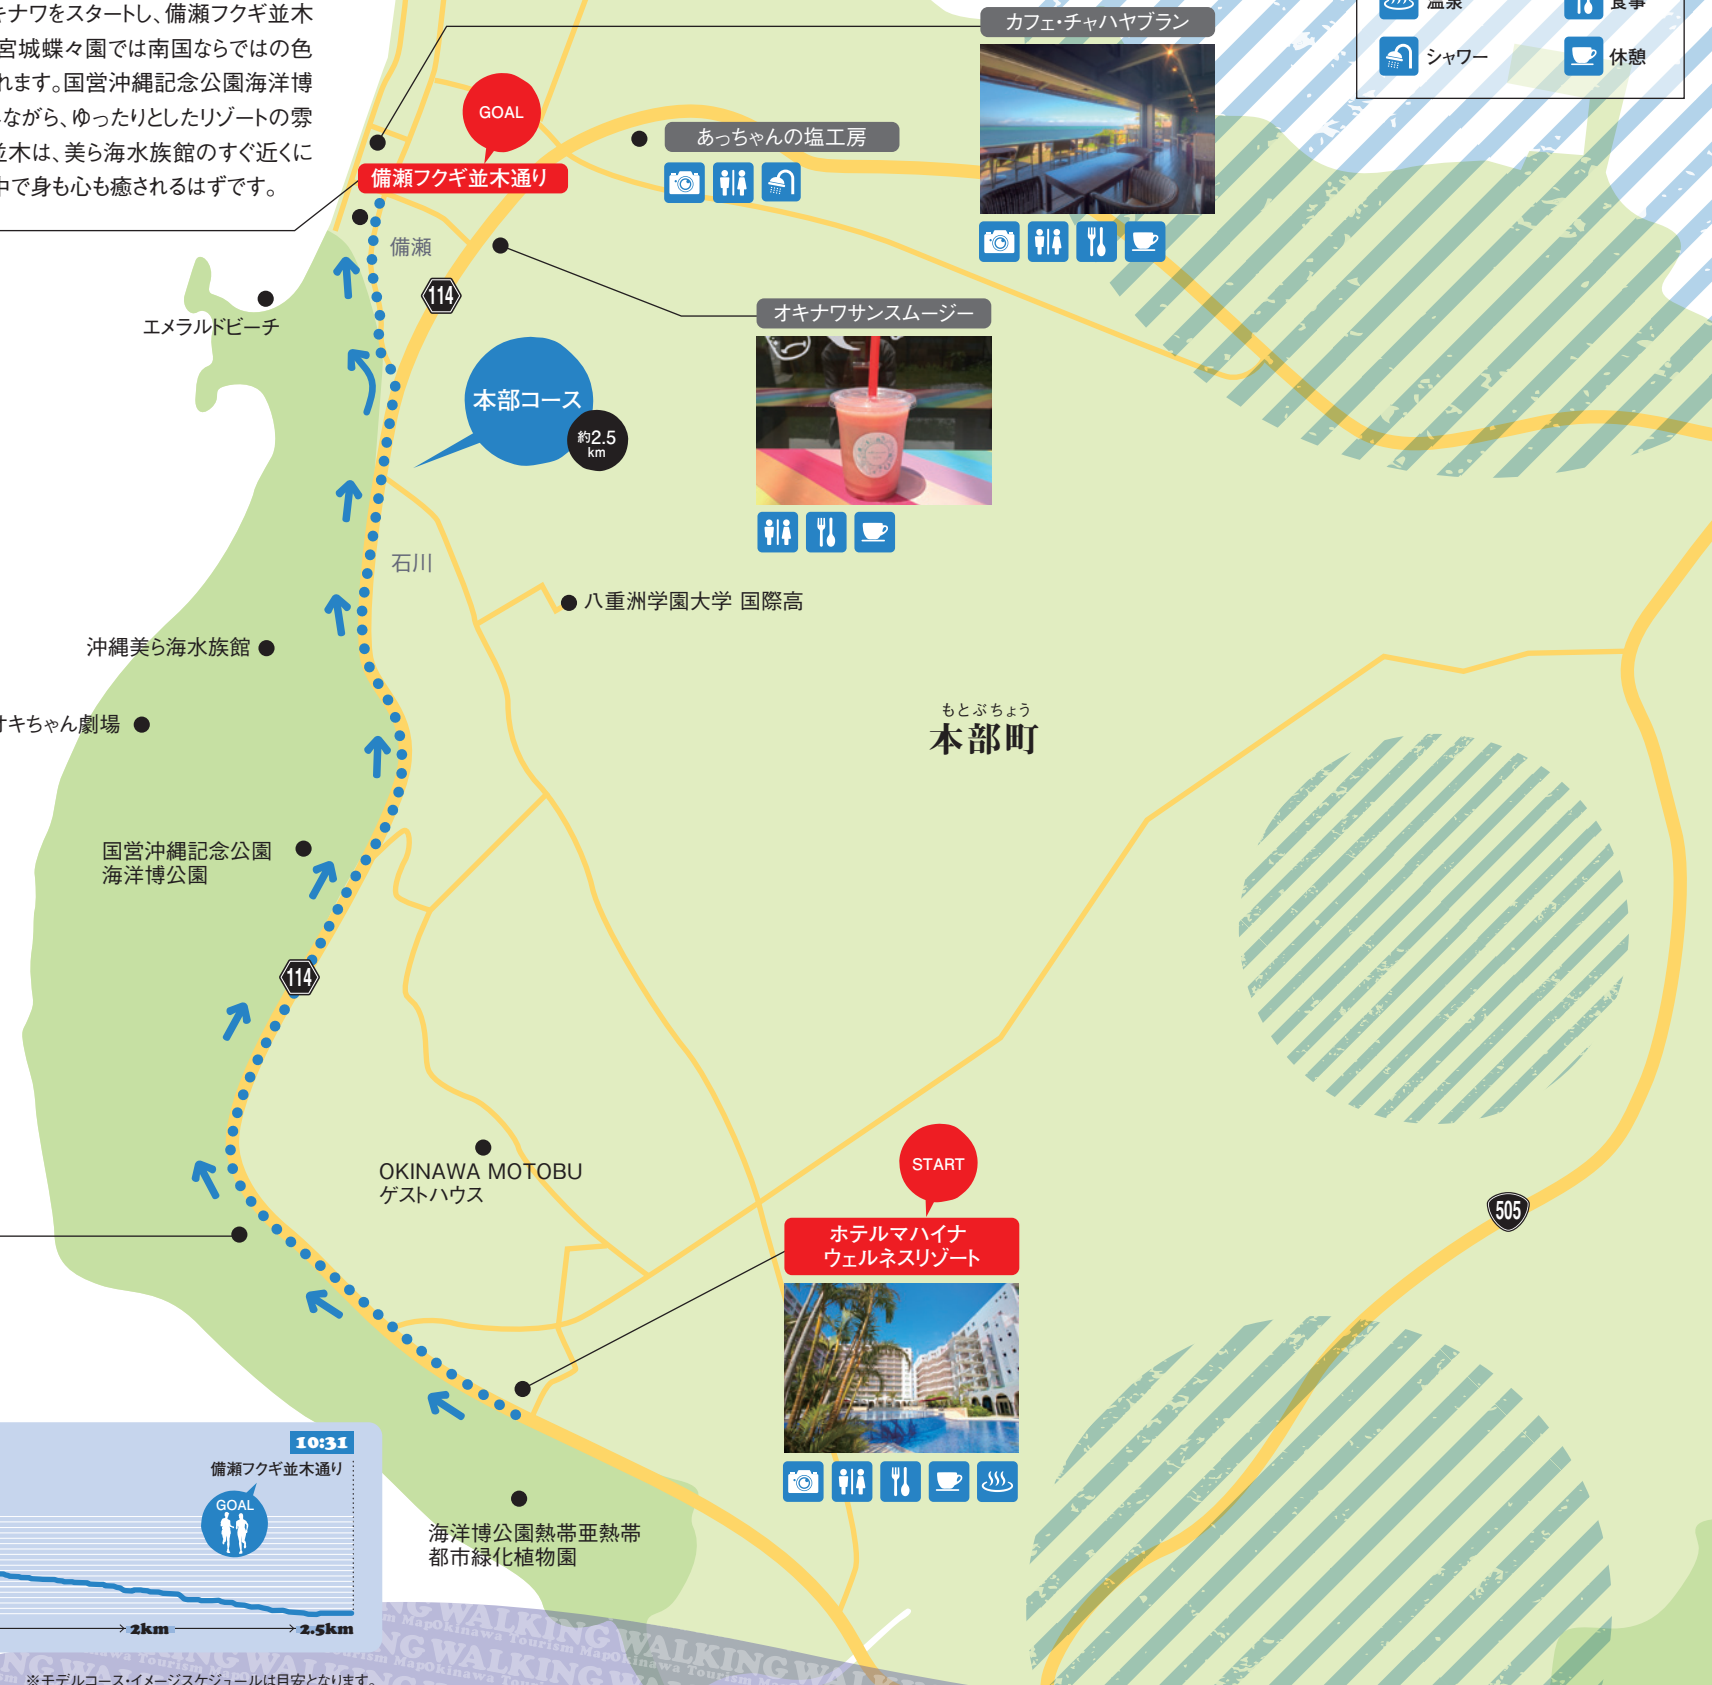 キナワをスタートし、備瀬フクギ並木
宮城蝶々園では南国ならではの色
れます。国営沖縄記念公園海洋博
ながら、ゆったりとしたリゾートの雰
並木は、美ら海水族館のすぐ近くに
中で身も心も癒されるはずです。
温泉
食事
シャワー
休憩
カフェ・チャハヤブラン
GOAL
備瀬フクギ並木通り
あっちゃんの塩工房
備瀬
114
エメラルドビーチ
オキナワサンスムージー
本部コース
約2.5
km
石川
八重洲学園大学 国際高
沖縄美ら海水族館
オキちゃん劇場
もとぶちょう
本部町
国営沖縄記念公園
海洋博公園
114
OKINAWA MOTOBU
ゲストハウス
START
ホテルマハイナ
ウェルネスリゾート
505
海洋博公園熱帯亜熱帯
都市緑化植物園
10:31
備瀬フクギ並木通り
GOAL
2km
2.5km
※モデルコース・イメージスケジュールは目安となります。
NG WALKING WALKING WALK
Okinawa Tourism Map